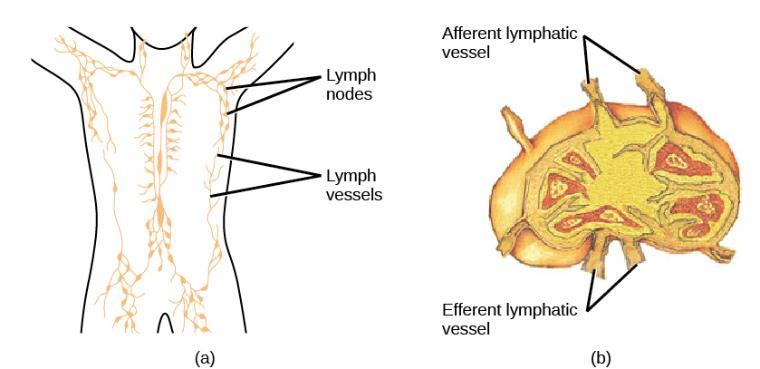 Lymph
nodes
Lymph
vessels
(a)
Afferent lymphatic
vessel
Efferent lymphatic
vessel
(b)